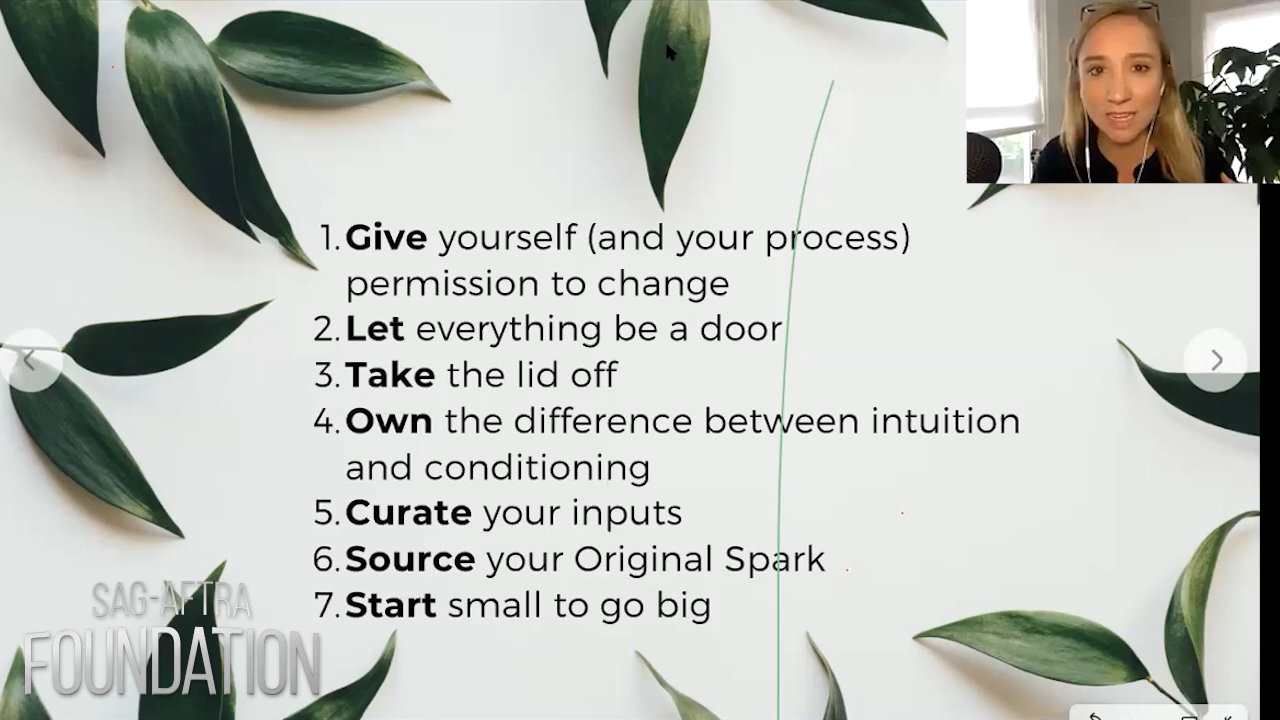 1. Give yourself (and your process)
permission to change
2. Let everything be a door
3. Take the lid off
4. Own the difference between intuition
and conditioning
5. Curate your inputs
6. Source your Original Spark
7. Start small to go big
SAG-AFTRA
FOUNDATION